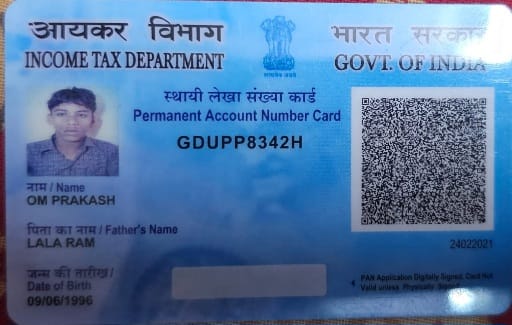 आयकर विभाग
INCOME TAX DEPARTMENT
भारत सरकार
GOVT. OF INDIA
सत्यमेव जयते
स्थायी लेखा संख्या कार्ड
Permanent Account Number Card
GDUPP8342H
नाम / Name
OM PRAKASH
पिता का नाम / Father's Name
LALA RAM
जन्म की तारीख/
Date of Birth
09/06/1996
24022021
PAN Application Digitally Signed, Card Not
Valid unless Physically Signed